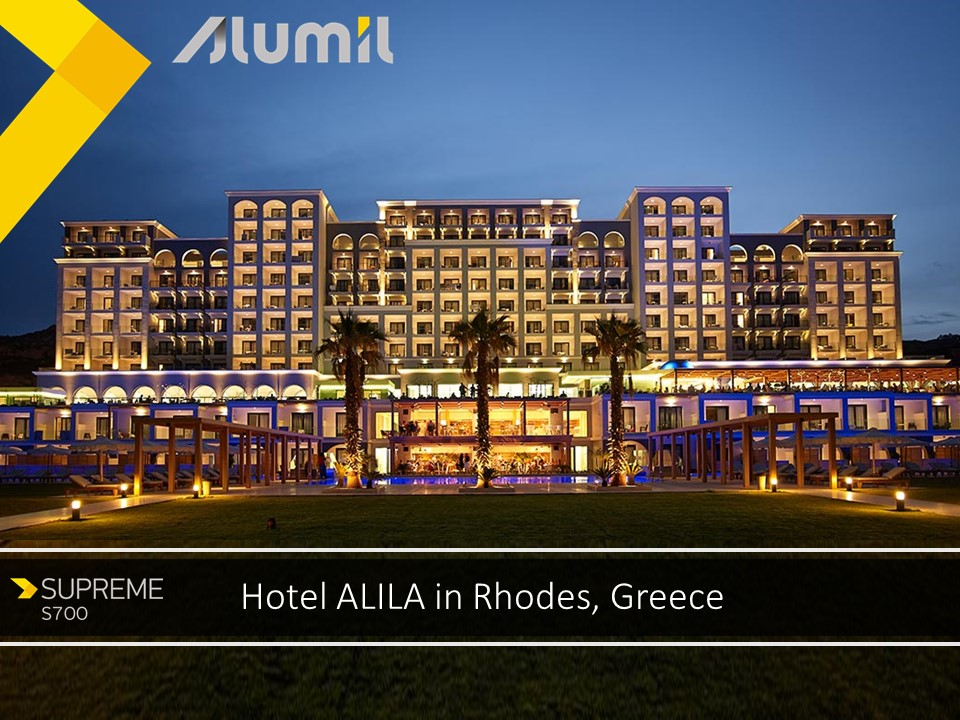 Alumil
SUPREME
S700
Hotel ALILA in Rhodes, Greece